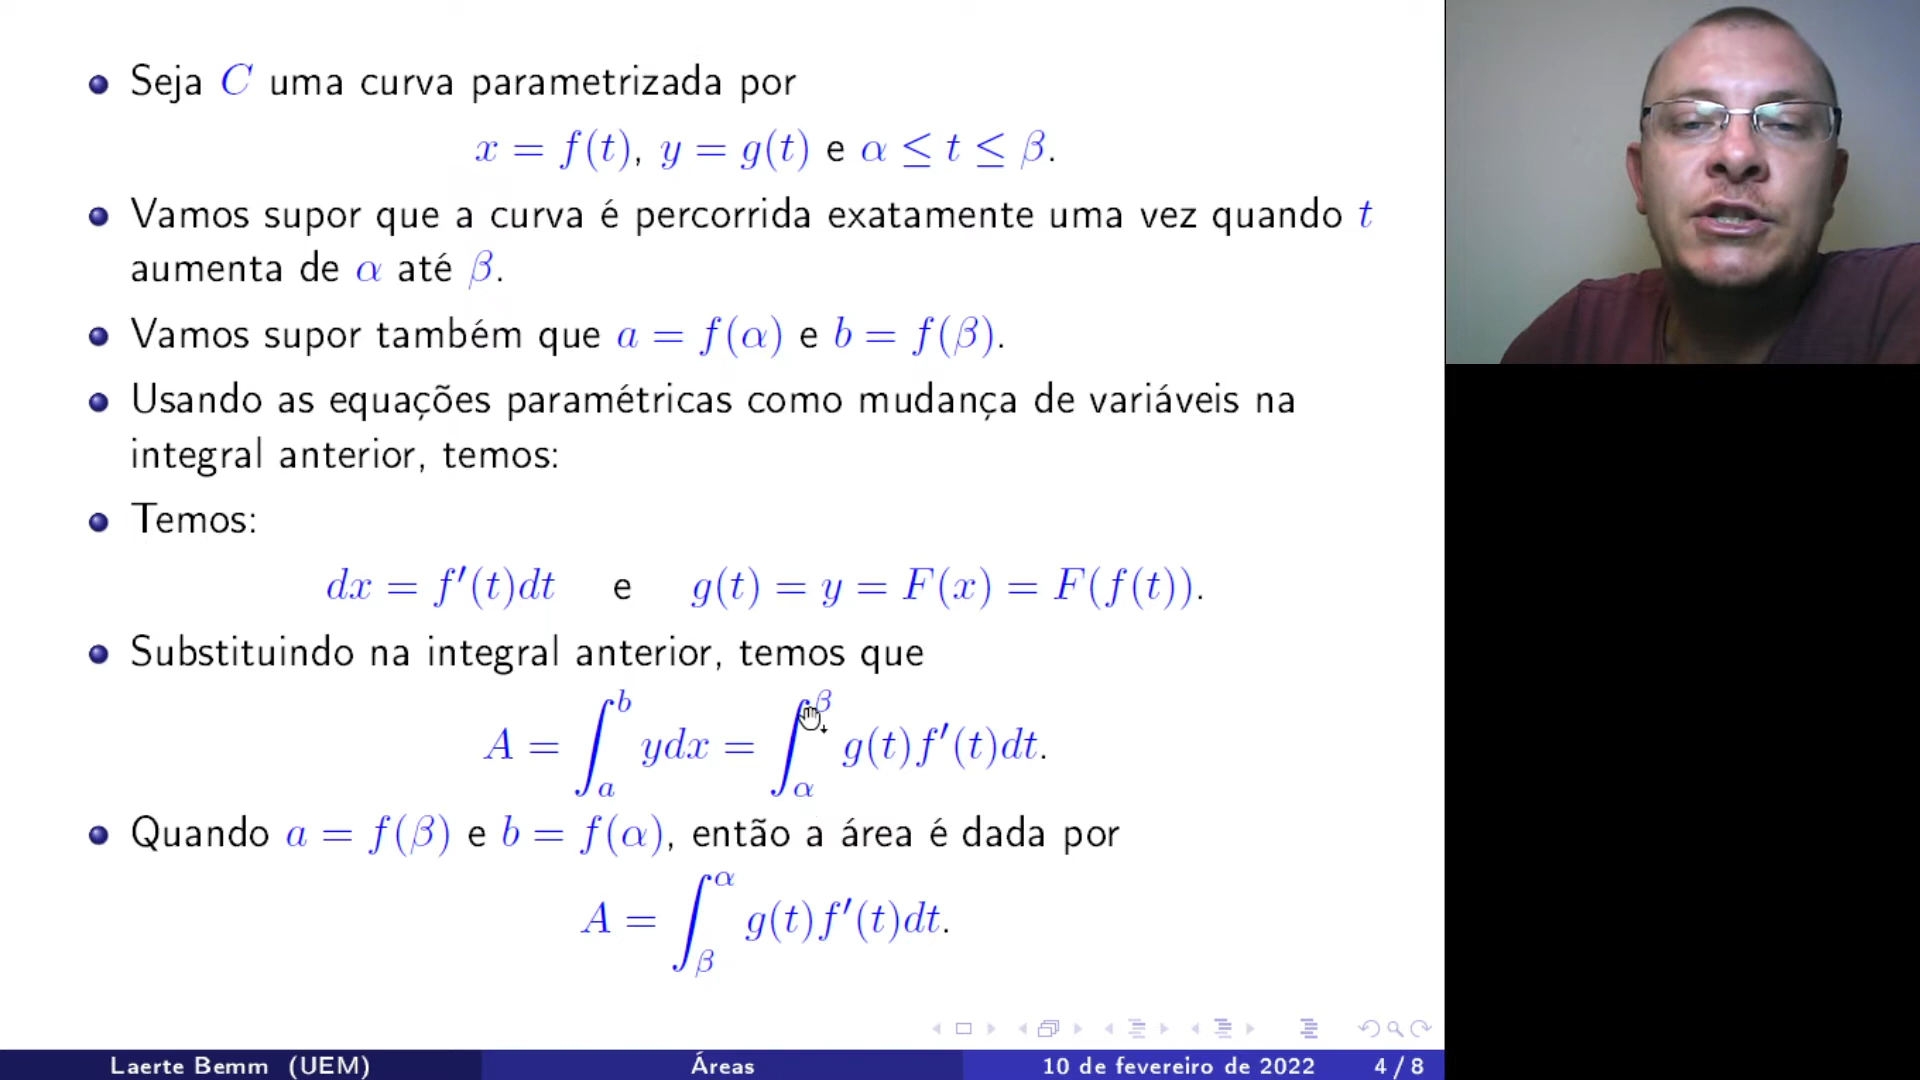 Seja C uma curva parametrizada por
x = f(t), y = g(t) e α ≤ t ≤ β.
Vamos supor que a curva é percorrida exatamente uma vez quando t
aumenta de α até β.
Vamos supor também que a = f(α) e b = f(β).
Usando as equações paramétricas como mudança de variáveis na
integral anterior, temos:
Temos:
dx = f′(t)dt e g(t) = y = F(x) = F(f(t)).
Substituindo na integral anterior, temos que
A = ∫_a^b ydx = ∫_α^β g(t)f′(t)dt.
Quando a = f(β) e b = f(α), então a área é dada por
A = ∫_β^α g(t)f′(t)dt.
Laerte Bemm (UEM) Áreas 10 de fevereiro de 2022 4 / 8